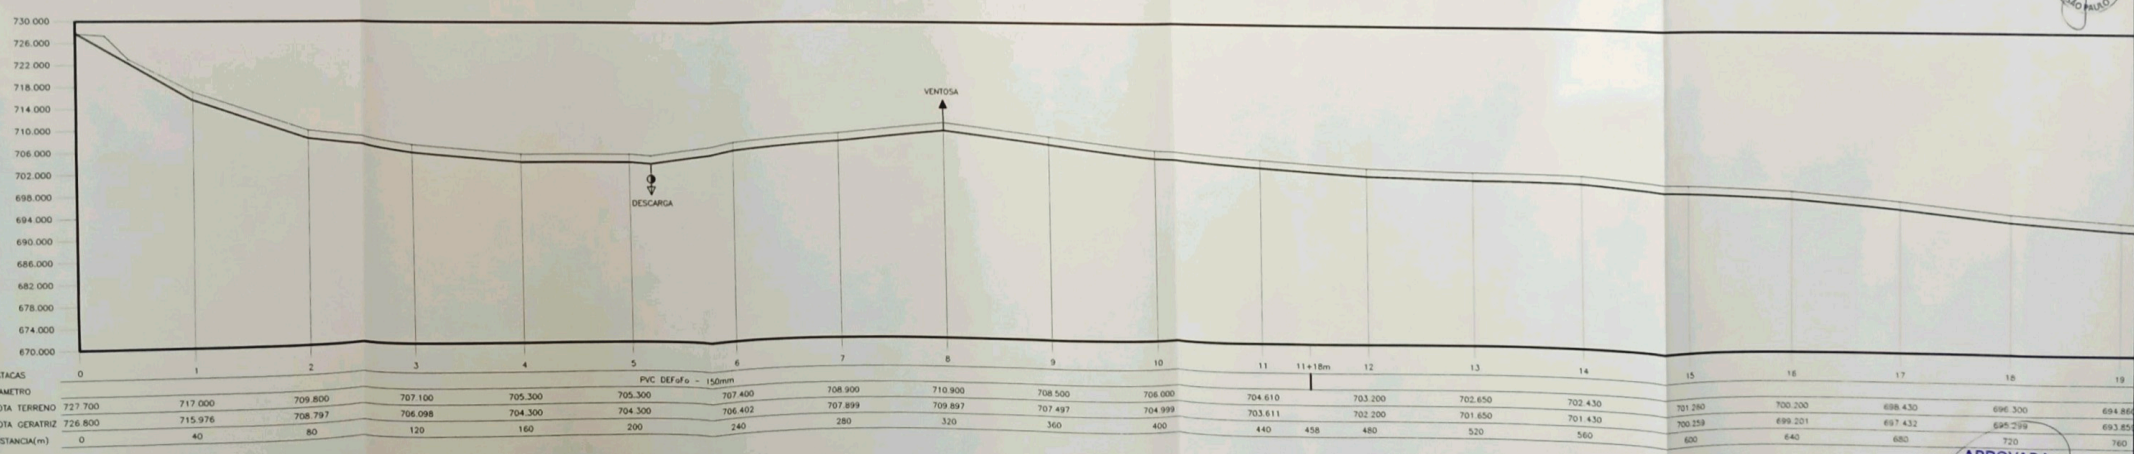 730.000
726.000
722.000
718.000
714.000
710.000
706.000
702.000
698.000
694.000
690.000
686.000
682.000
678.000
674.000
670.000
VENTOSA
DESCARGA
ÃO PAULO
TACAS 0 1 2 3 4 5 6 7 8 9 10 11 11+18m 12 13 14 15 16 17 18 19
AMETRO PVC DEFoFo - 150mm
OTA TERRENO 727.700 717.000 709.800 707.100 705.300 705.300 707.400 708.900 710.900 708.500 706.000 704.610 703.200 702.650 702.430 701.280 700.200 698.430 696.300 694.86
OTA GERATRIZ 726.800 715.976 708.797 706.098 704.300 704.300 706.402 707.899 709.897 707.497 704.999 703.611 702.200 701.650 701.430 700.259 699.201 697.432 695.299 693.85
STANCIA(m) 0 40 80 120 160 200 240 280 320 360 400 440 458 480 520 560 600 640 680 720 760